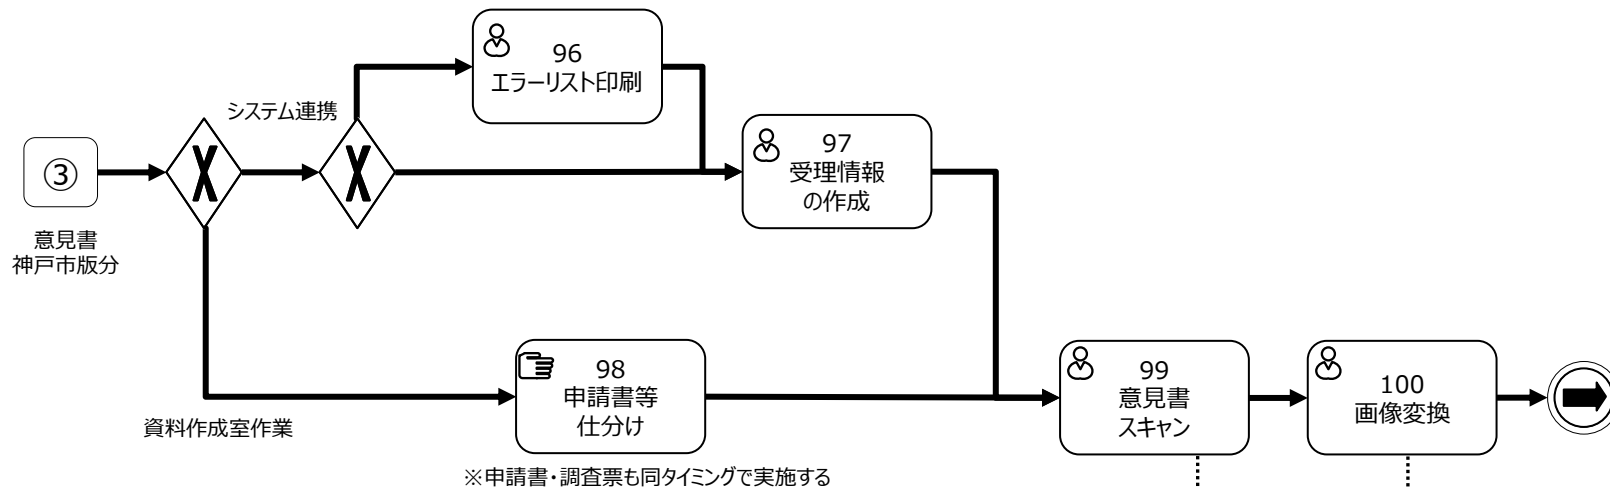 96
エラーリスト印刷
システム連携
③
意見書
神戸市版分
97
受理情報
の作成
98
申請書等
仕分け
資料作成室作業
※申請書・調査票も同タイミングで実施する
99
意見書
スキャン
100
画像変換